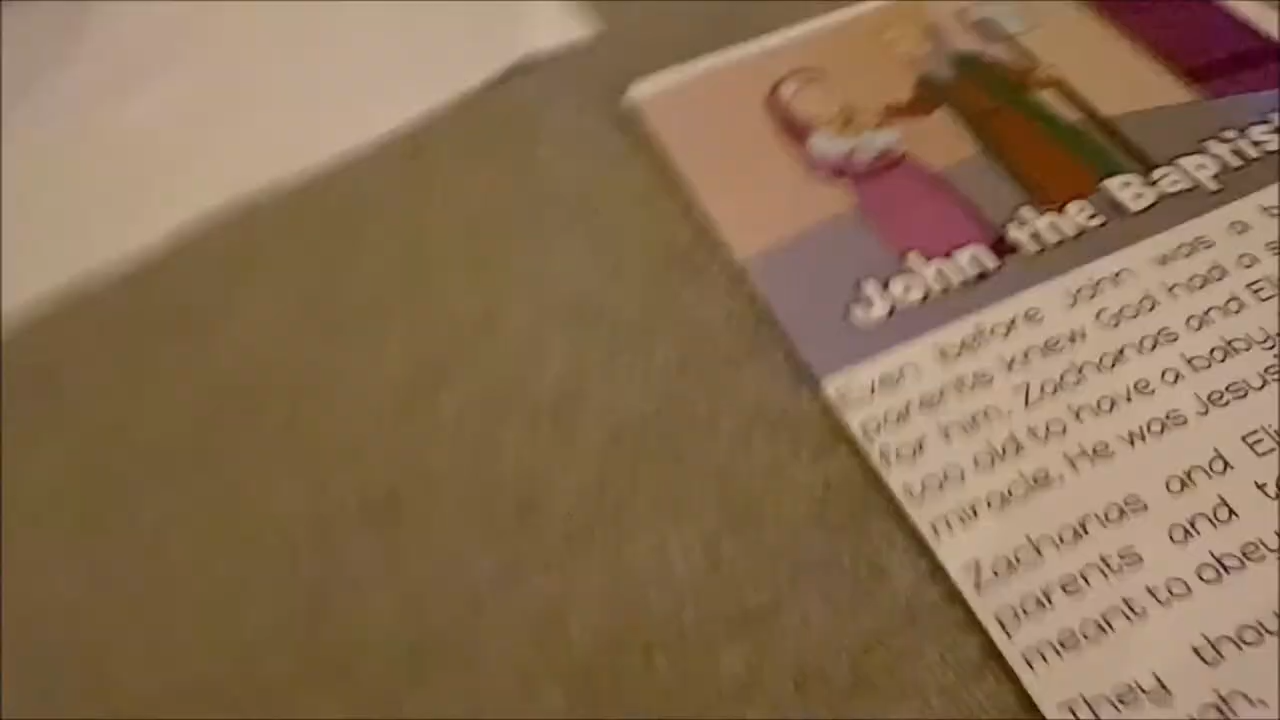 John the Baptis
Even before John was a b
parents knew God had a s
for him. Zacharias and El
too old to have a baby.
miracle. He was Jesus'
Zacharias and Eli
parents and t
meant to obey
They thou